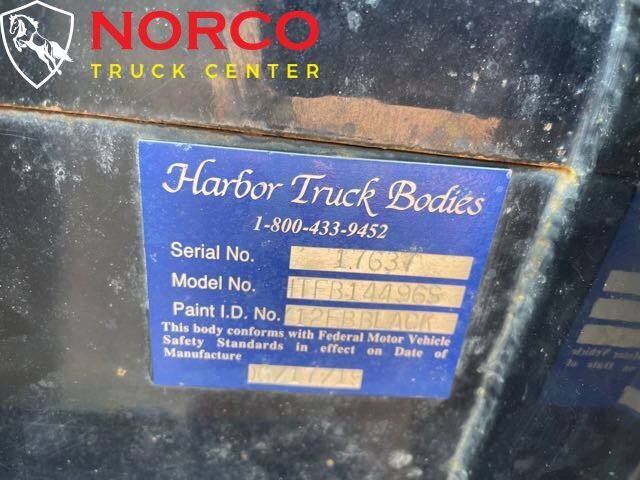 NORCO
TRUCK CENTER
Harbor Truck Bodies
1-800-433-9452
Serial No.
Model No.
Paint I.D. No.
This body conforms with Federal Motor Vehicle
Safety Standards in effect on Date of
Manufacture